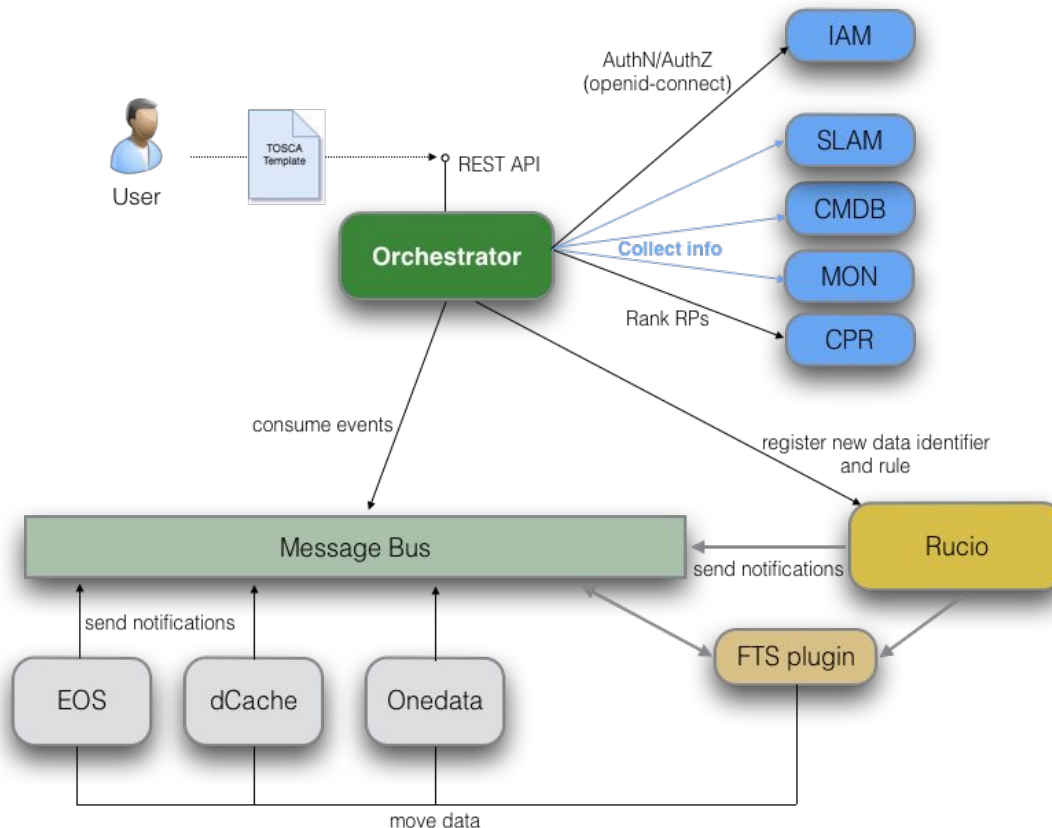 IAM
AuthN/AuthZ
(openid-connect)
TOSCA
Template
REST API
SLAM
User
CMDB
Orchestrator
Collect info
MON
Rank RPs
CPR
consume events
register new data identifier
and rule
Message Bus
Rucio
send notifications
send notifications
FTS plugin
EOS
dCache
Onedata
move data